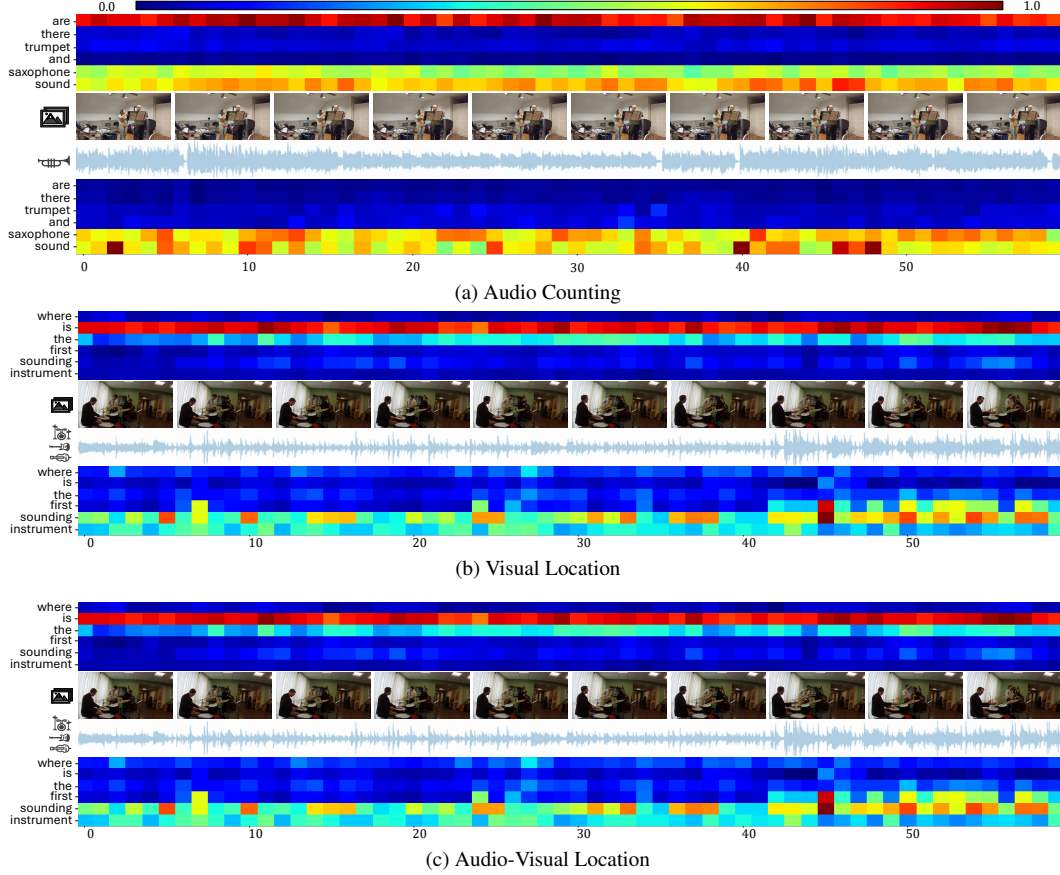 0.0 1.0
are
there
trumpet
and
saxophone
sound
are
there
trumpet
and
saxophone
sound
0 10 20 30 40 50
(a) Audio Counting
where
is
the
first
sounding
instrument
where
is
the
first
sounding
instrument
0 10 20 30 40 50
(b) Visual Location
where
is
the
first
sounding
instrument
where
is
the
first
sounding
instrument
0 10 20 30 40 50
(c) Audio-Visual Location